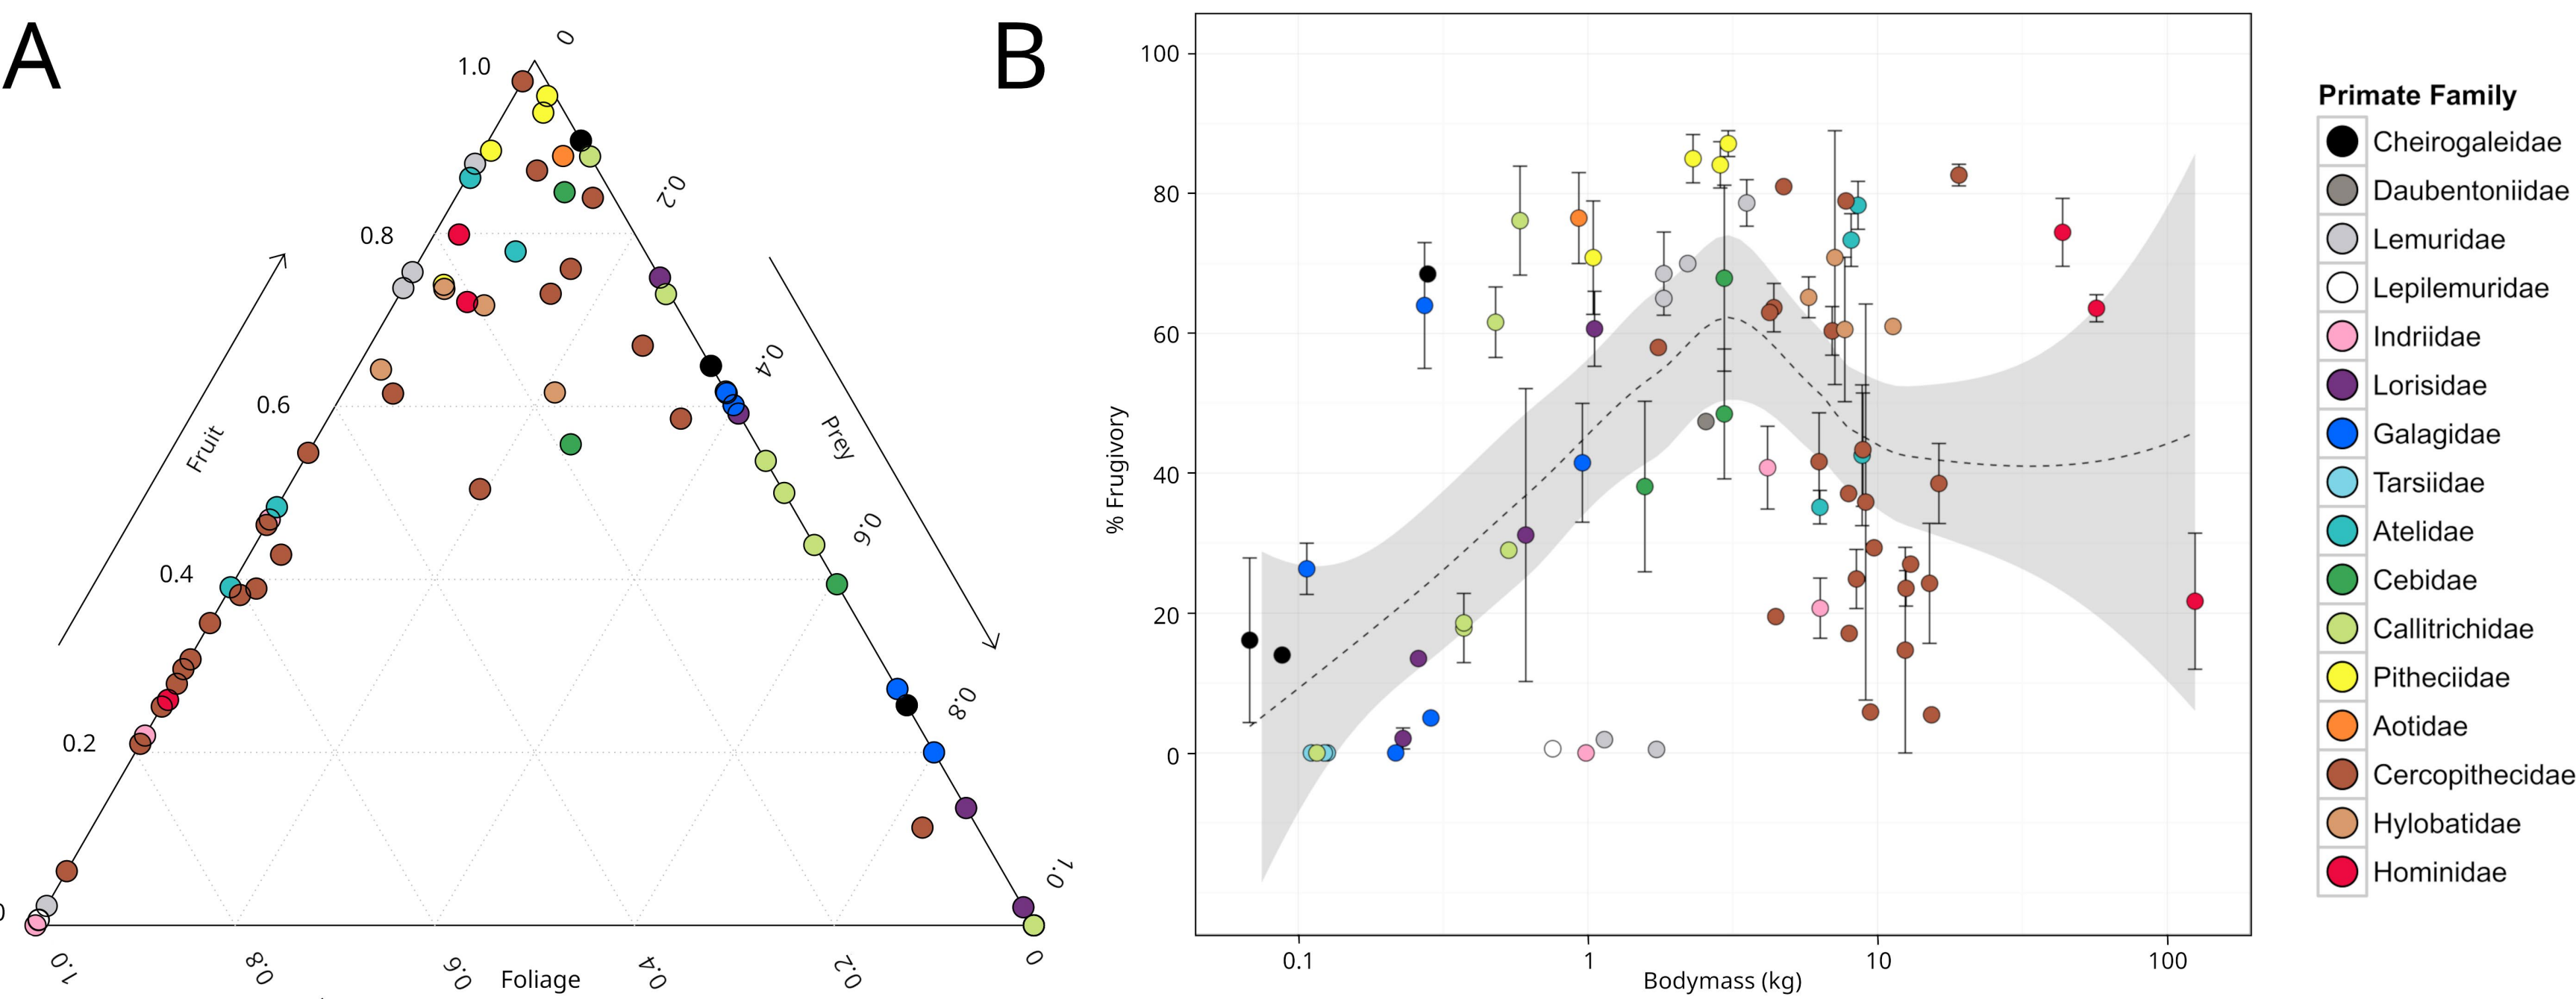 A
B
0
1.0
0.2
0.8
0.4
0.6
0.6
0.4
0.8
0.2
1.0
0
Fruit
Prey
1.0
0.8
0.6
0.4
0.2
0
Foliage
100
80
60
40
20
0
% Frugivory
0.1
1
10
100
Bodymass (kg)
Primate Family
Cheirogaleidae
Daubentoniidae
Lemuridae
Lepilemuridae
Indriidae
Lorisidae
Galagidae
Tarsiidae
Atelidae
Cebidae
Callitrichidae
Pitheciidae
Aotidae
Cercopithecidae
Hylobatidae
Hominidae